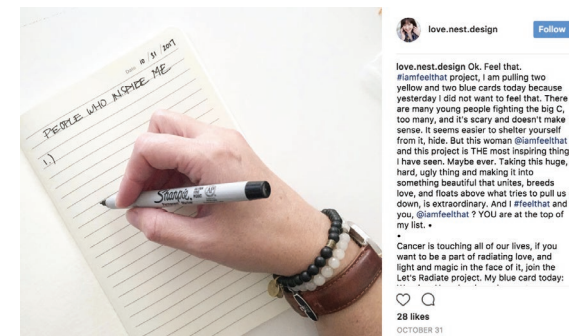 Date 10/31/2017
PEOPLE WHO INSPIRE ME
1.)
Sharpie
love.nest.design
Follow
love.nest.design Ok. Feel that.
#iamfeelthat project, I am pulling two
yellow and two blue cards today because
yesterday I did not want to feel that. There
are many young people fighting the big C,
too many, and it's scary and doesn't make
sense. It seems easier to shelter yourself
from it, hide. But this woman @iamfeelthat
and this project is THE most inspiring thing
I have seen. Maybe ever. Taking this huge,
hard, ugly thing and making it into
something beautiful that unites, breeds
love, and floats above what tries to pull us
down, is extraordinary. And I #feelthat and
you, @iamfeelthat ? YOU are at the top of
my list. •
•
Cancer is touching all of our lives, if you
want to be a part of radiating love, and
light and magic in the face of it, join the
Let's Radiate project. My blue card today:
28 likes
OCTOBER 31